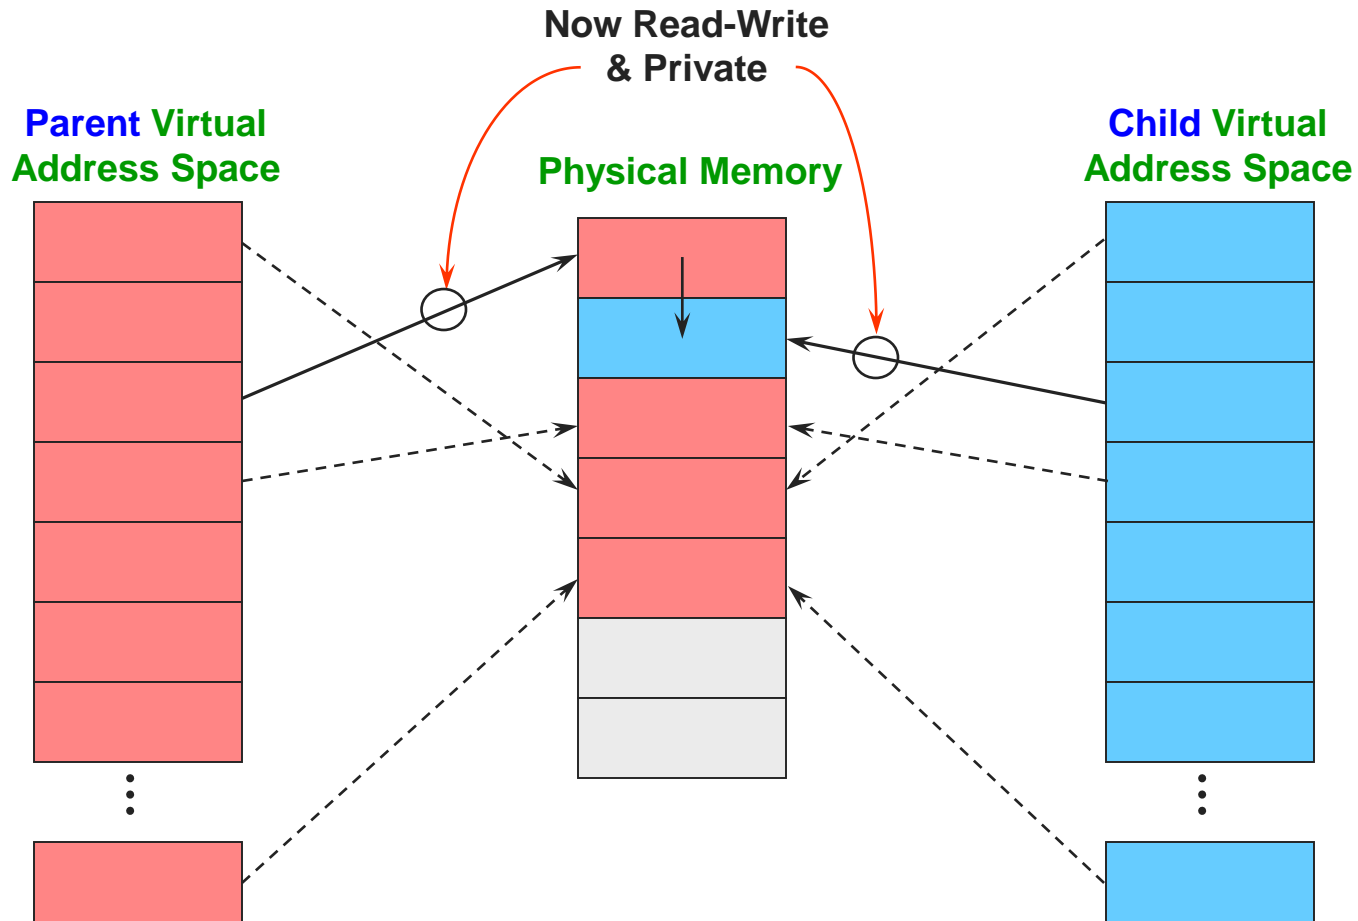 Now Read-Write
& Private
Parent Virtual
Address Space
Physical Memory
Child Virtual
Address Space